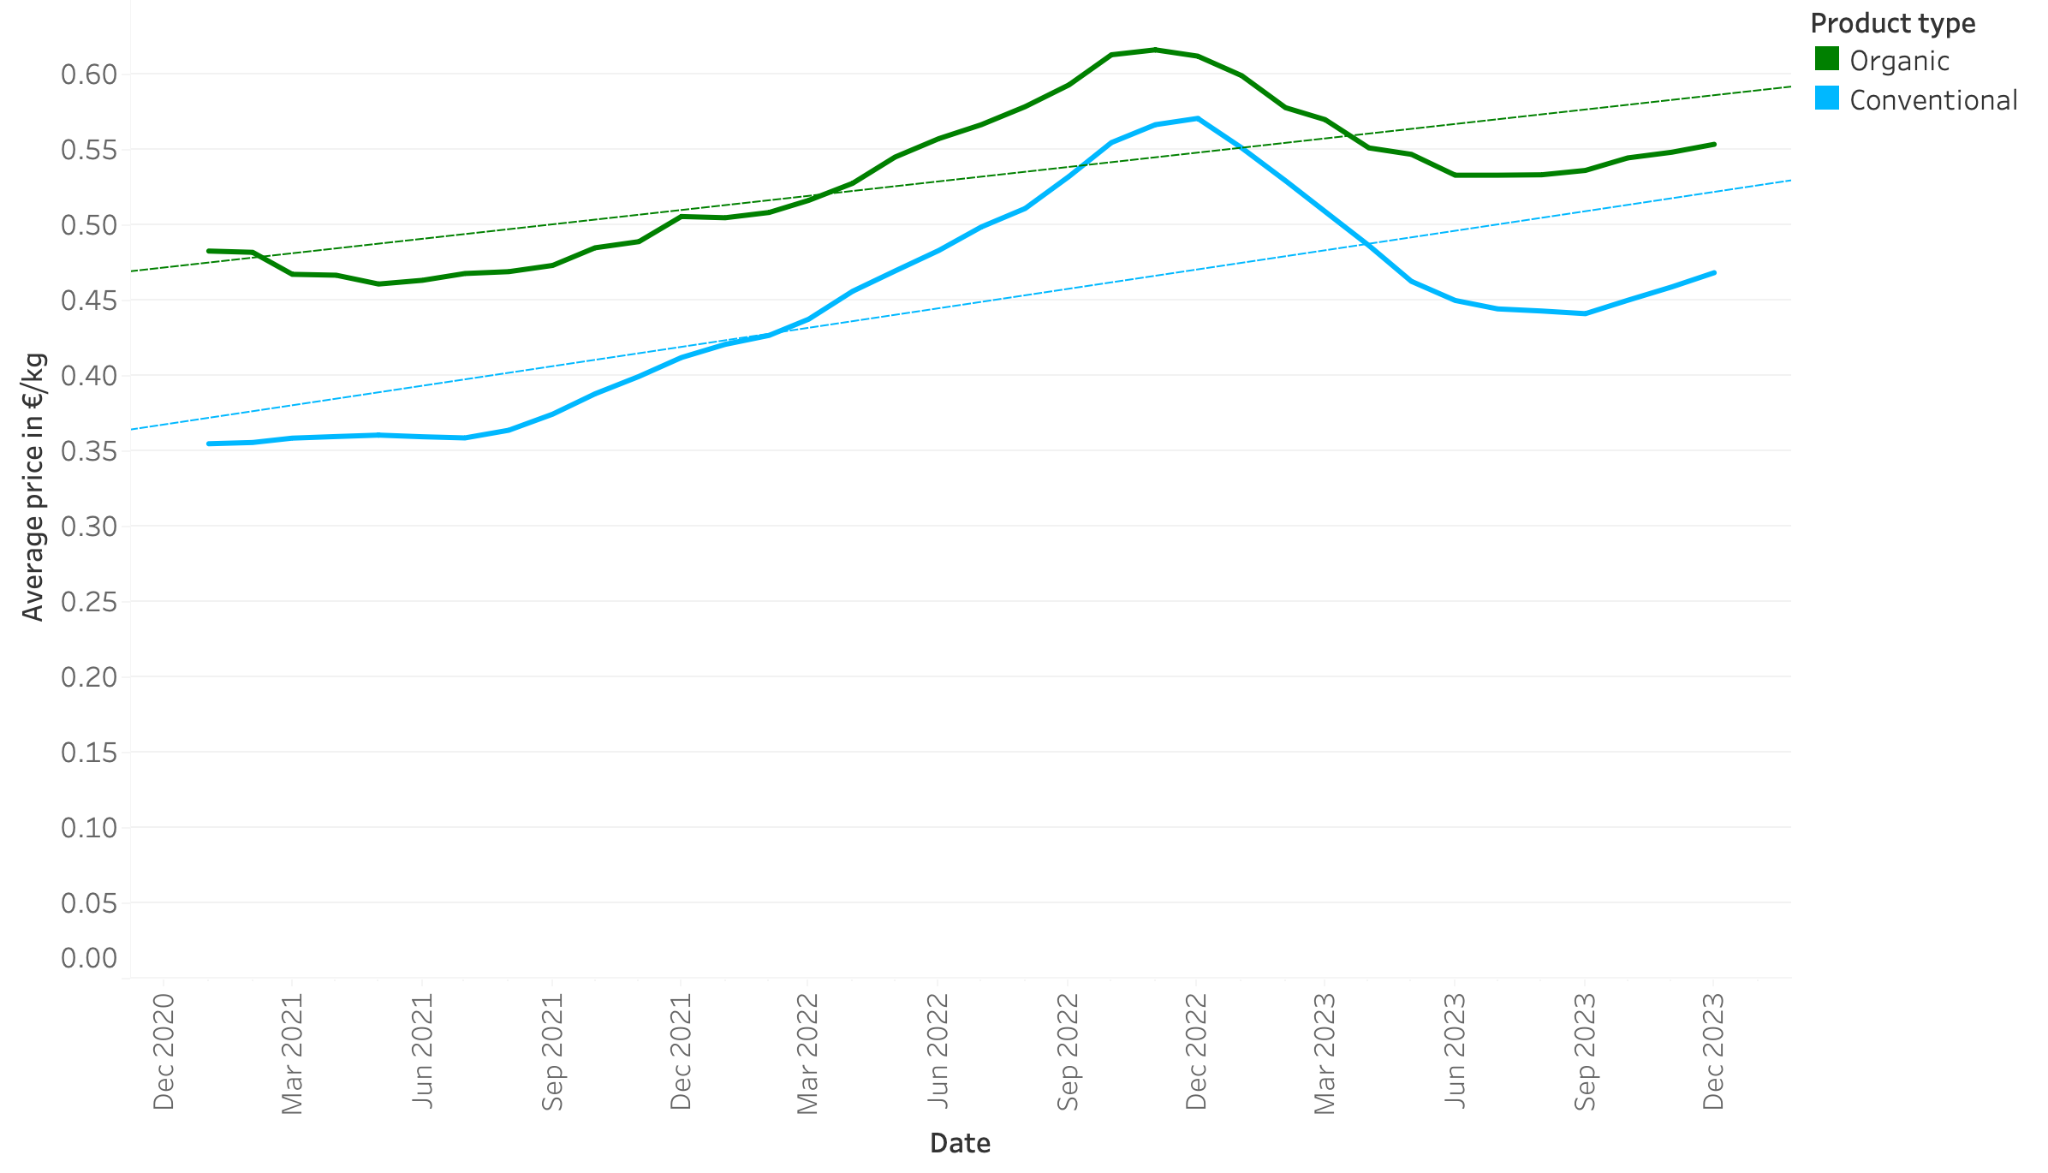 Product type
Organic
Conventional
Average price in €/kg
0.60
0.55
0.50
0.45
0.40
0.35
0.30
0.25
0.20
0.15
0.10
0.05
0.00
Dec 2020
Mar 2021
Jun 2021
Sep 2021
Dec 2021
Mar 2022
Jun 2022
Sep 2022
Dec 2022
Mar 2023
Jun 2023
Sep 2023
Dec 2023
Date